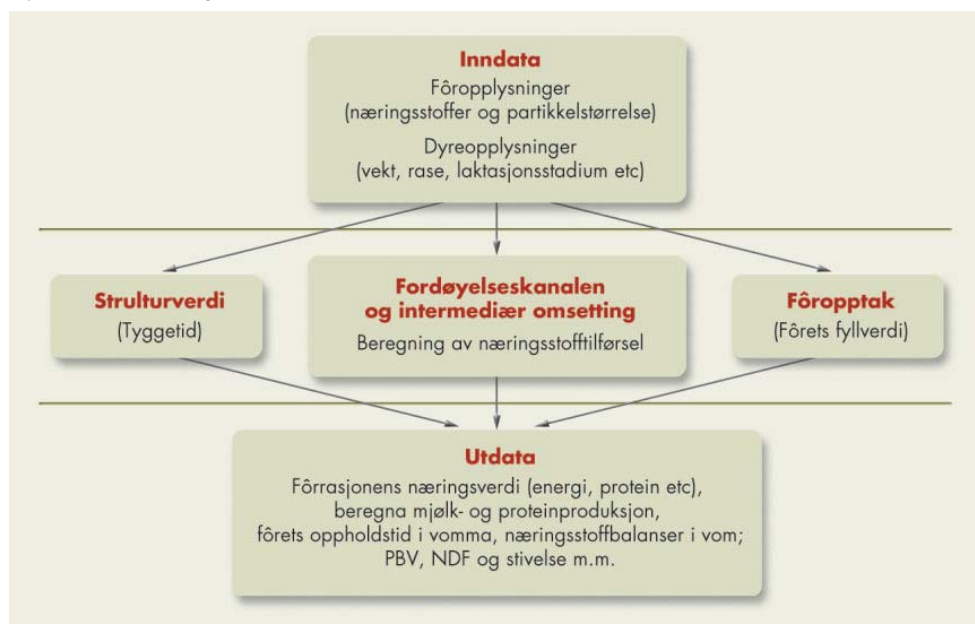 Inndata
Fôropplysninger
(næringsstoffer og partikkelstørrelse)
Dyreopplysninger
(vekt, rase, laktasjonsstadium etc)
Strulturverdi
(Tyggetid)
Fordøyelseskanalen
og intermediær omsetting
Beregning av næringsstofftilførsel
Fôropptak
(Fôrets fyllverdi)
Utdata
Fôrrasjonens næringsverdi (energi, protein etc),
beregna mjølk- og proteinproduksjon,
fôrets oppholdstid i vomma, næringsstoffbalanser i vom;
PBV, NDF og stivelse m.m.